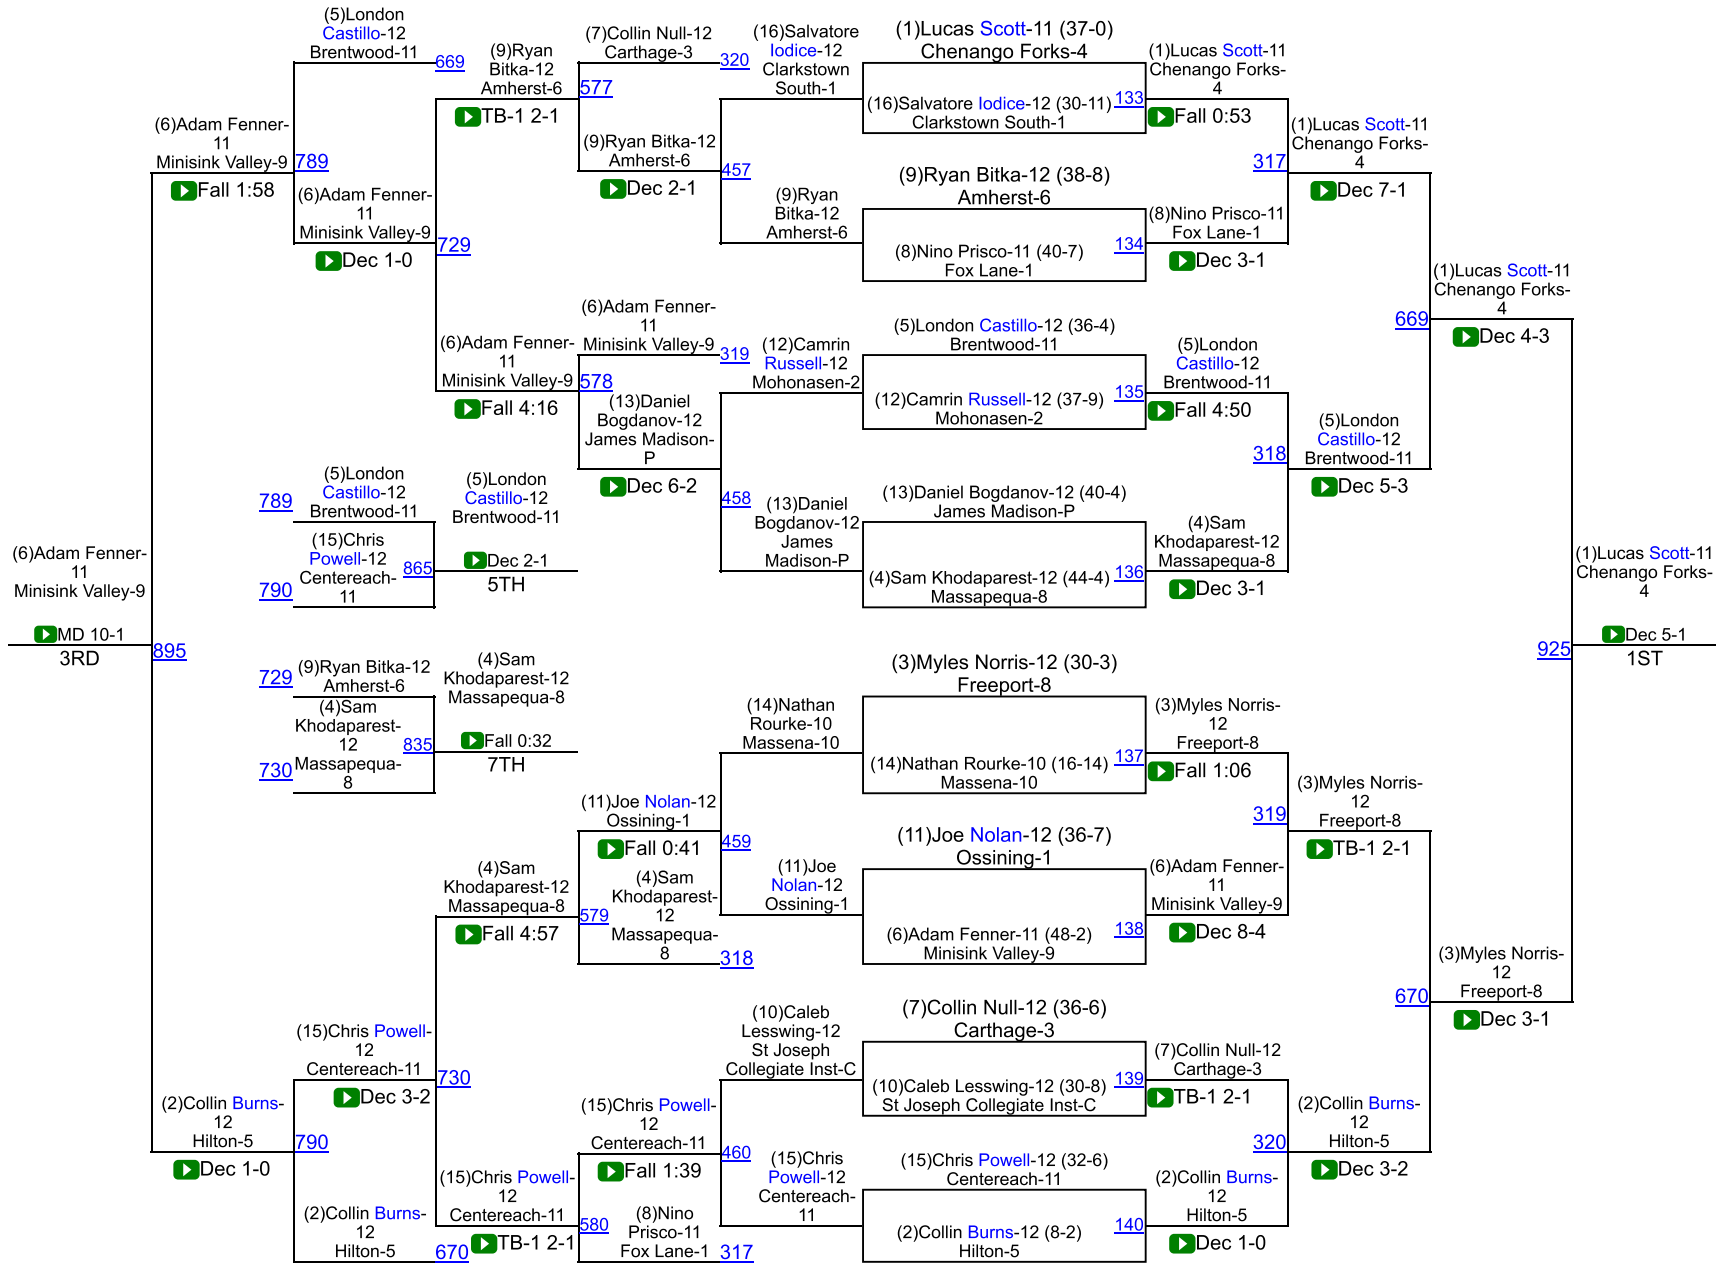 (5)London
Castillo-12
Brentwood-11
669
(6)Adam Fenner-
11
Minisink Valley-9
789
Fall 1:58
(6)Adam Fenner-
11
Minisink Valley-9
Dec 1-0
(9)Ryan
Bitka-12
Amherst-6
577
TB-1 2-1
729
(7)Collin Null-12
Carthage-3
320
(9)Ryan Bitka-12
Amherst-6
457
Dec 2-1
(16)Salvatore
Iodice-12
Clarkstown
South-1
(9)Ryan
Bitka-12
Amherst-6
(1)Lucas Scott-11 (37-0)
Chenango Forks-4
(16)Salvatore Iodice-12 (30-11)
Clarkstown South-1
133
(9)Ryan Bitka-12 (38-8)
Amherst-6
(8)Nino Prisco-11 (40-7)
Fox Lane-1
134
(1)Lucas Scott-11
Chenango Forks-
4
Fall 0:53
317
(8)Nino Prisco-11
Fox Lane-1
Dec 3-1
(1)Lucas Scott-11
Chenango Forks-
4
Dec 7-1
(6)Adam Fenner-
11
Minisink Valley-9
578
Fall 4:16
(6)Adam Fenner-
11
Minisink Valley-9
319
(13)Daniel
Bogdanov-12
James Madison-
P
Dec 6-2
458
(12)Camrin
Russell-12
Mohonasen-2
(13)Daniel
Bogdanov-12
James
Madison-P
(5)London Castillo-12 (36-4)
Brentwood-11
(12)Camrin Russell-12 (37-9)
Mohonasen-2
135
(13)Daniel Bogdanov-12 (40-4)
James Madison-P
(4)Sam Khodaparest-12 (44-4)
Massapequa-8
136
(5)London
Castillo-12
Brentwood-11
Fall 4:50
318
(4)Sam
Khodaparest-12
Massapequa-8
Dec 3-1
(5)London
Castillo-12
Brentwood-11
Dec 5-3
(1)Lucas Scott-11
Chenango Forks-
4
669
Dec 4-3
789
(5)London
Castillo-12
Brentwood-11
(15)Chris
Powell-12
Centereach-
11
865
790
(5)London
Castillo-12
Brentwood-11
Dec 2-1
5TH
(6)Adam Fenner-
11
Minisink Valley-9
MD 10-1
3RD
895
729
(9)Ryan Bitka-12
Amherst-6
(4)Sam
Khodaparest-
12
Massapequa-
8
835
730
(4)Sam
Khodaparest-12
Massapequa-8
Fall 0:32
7TH
(1)Lucas Scott-11
Chenango Forks-
4
925
Dec 5-1
1ST
(11)Joe Nolan-12
Ossining-1
Fall 0:41
459
(4)Sam
Khodaparest-12
Massapequa-8
579
Fall 4:57
(4)Sam
Khodaparest-
12
Massapequa-
8
318
(14)Nathan
Rourke-10
Massena-10
(11)Joe
Nolan-12
Ossining-1
(3)Myles Norris-12 (30-3)
Freeport-8
(14)Nathan Rourke-10 (16-14)
Massena-10
137
(11)Joe Nolan-12 (36-7)
Ossining-1
(6)Adam Fenner-11 (48-2)
Minisink Valley-9
138
(3)Myles Norris-
12
Freeport-8
Fall 1:06
319
(6)Adam Fenner-
11
Minisink Valley-9
Dec 8-4
(3)Myles Norris-
12
Freeport-8
TB-1 2-1
(3)Myles Norris-
12
Freeport-8
670
Dec 3-1
(15)Chris Powell-
12
Centereach-11
730
Dec 3-2
(2)Collin Burns-
12
Hilton-5
790
Dec 1-0
(2)Collin Burns-
12
Hilton-5
670
(15)Chris Powell-
12
Centereach-11
580
TB-1 2-1
(15)Chris Powell-
12
Centereach-11
460
Fall 1:39
(8)Nino
Prisco-11
Fox Lane-1
317
(10)Caleb
Lesswing-12
St Joseph
Collegiate Inst-C
(15)Chris
Powell-12
Centereach-
11
(7)Collin Null-12 (36-6)
Carthage-3
(10)Caleb Lesswing-12 (30-8)
St Joseph Collegiate Inst-C
139
(15)Chris Powell-12 (32-6)
Centereach-11
(2)Collin Burns-12 (8-2)
Hilton-5
140
(7)Collin Null-12
Carthage-3
TB-1 2-1
320
(2)Collin Burns-
12
Hilton-5
Dec 1-0
(2)Collin Burns-
12
Hilton-5
Dec 3-2